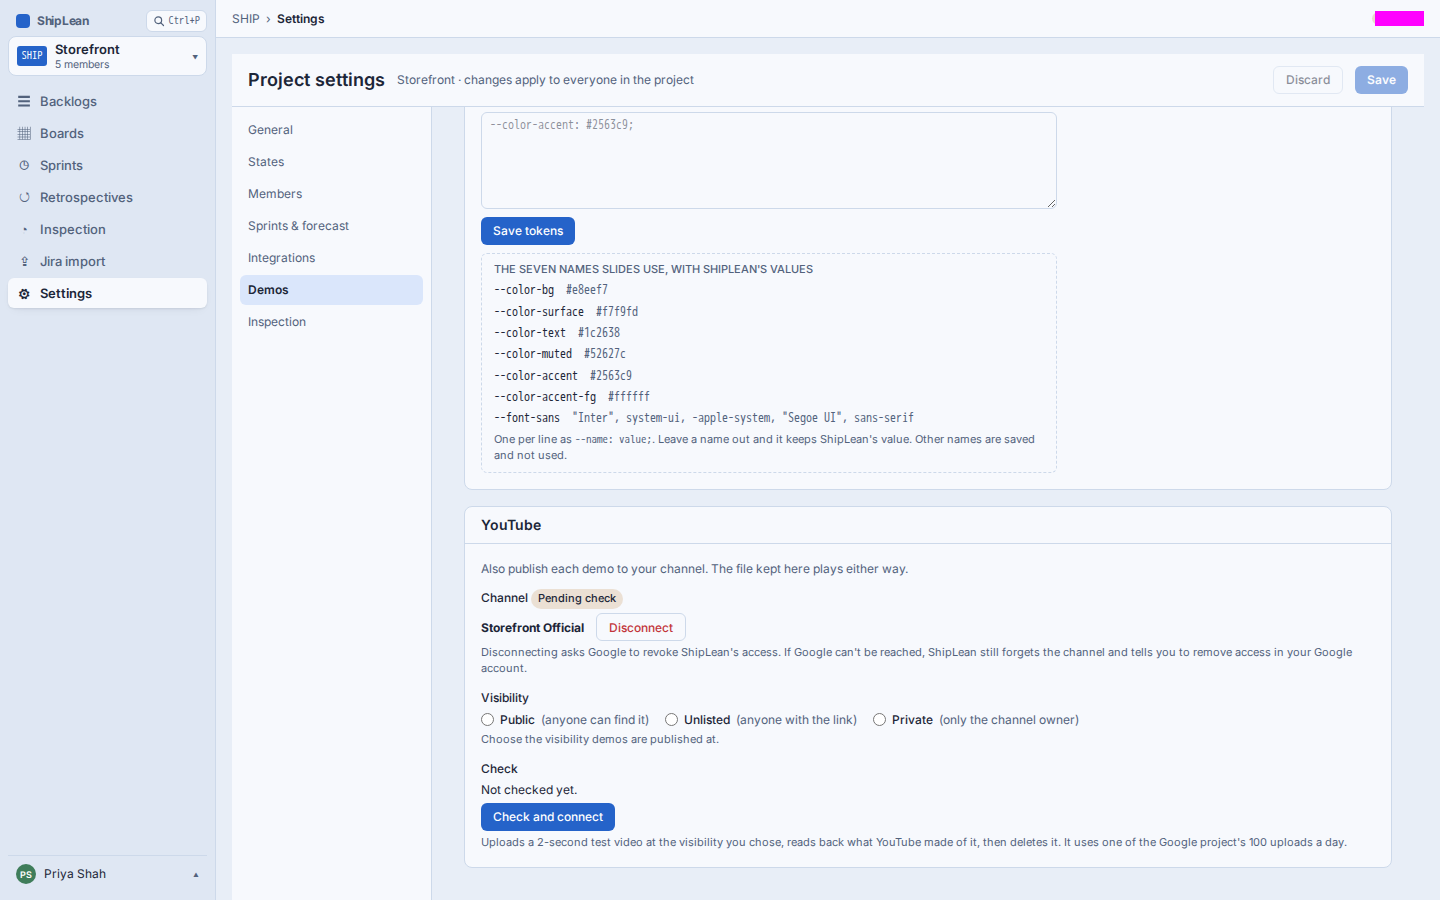 ShipLean
Ctrl+P
SHIP
Storefront
5 members
Backlogs
Boards
Sprints
Retrospectives
Inspection
Jira import
Settings
PS
Priya Shah
SHIP › Settings
Project settings
Storefront · changes apply to everyone in the project
Discard
Save
General
States
Members
Sprints & forecast
Integrations
Demos
Inspection
--color-accent: #2563c9;
Save tokens
THE SEVEN NAMES SLIDES USE, WITH SHIPLEAN'S VALUES
--color-bg #e8eef7
--color-surface #f7f9fd
--color-text #1c2638
--color-muted #52627c
--color-accent #2563c9
--color-accent-fg #ffffff
--font-sans "Inter", system-ui, -apple-system, "Segoe UI", sans-serif
One per line as --name: value;. Leave a name out and it keeps ShipLean's value. Other names are saved
and not used.
YouTube
Also publish each demo to your channel. The file kept here plays either way.
Channel Pending check
Storefront Official
Disconnect
Disconnecting asks Google to revoke ShipLean's access. If Google can't be reached, ShipLean still forgets the channel and tells you to remove access in your Google
account.
Visibility
Public (anyone can find it) Unlisted (anyone with the link) Private (only the channel owner)
Choose the visibility demos are published at.
Check
Not checked yet.
Check and connect
Uploads a 2-second test video at the visibility you chose, reads back what YouTube made of it, then deletes it. It uses one of the Google project's 100 uploads a day.